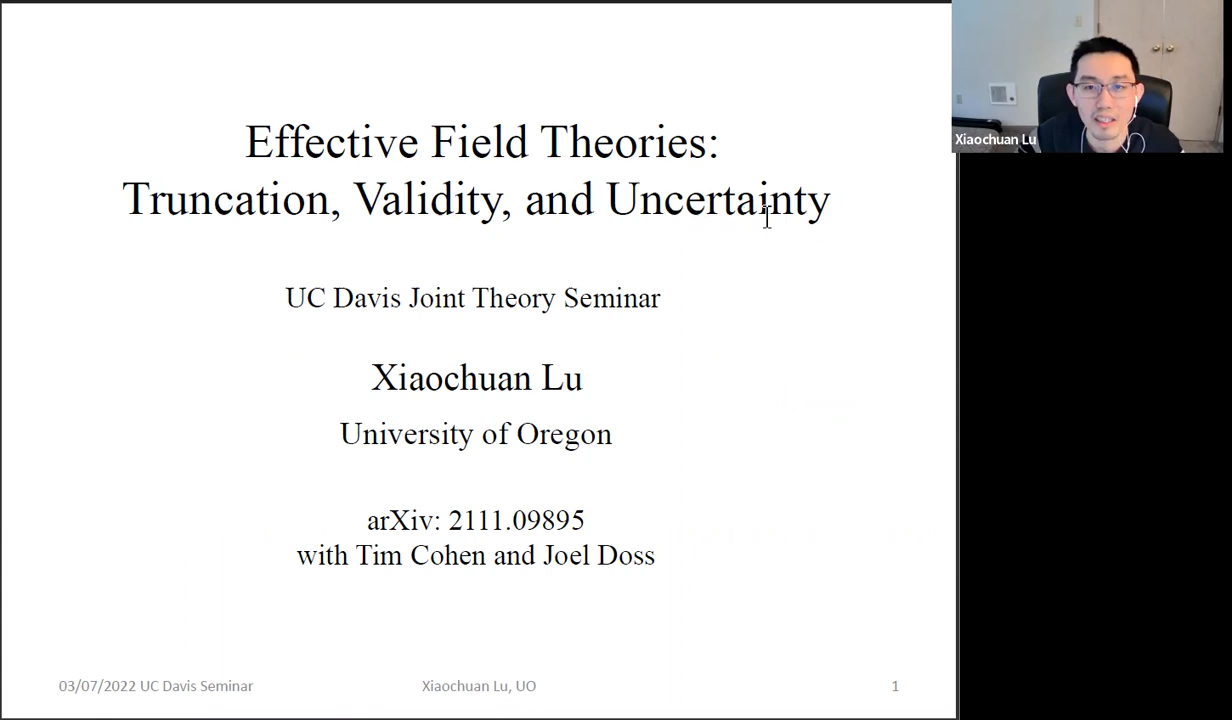 Effective Field Theories:
Truncation, Validity, and Uncertainty
UC Davis Joint Theory Seminar
Xiaochuan Lu
University of Oregon
arXiv: 2111.09895
with Tim Cohen and Joel Doss
03/07/2022 UC Davis Seminar
Xiaochuan Lu, UO
1
Xiaochuan Lu